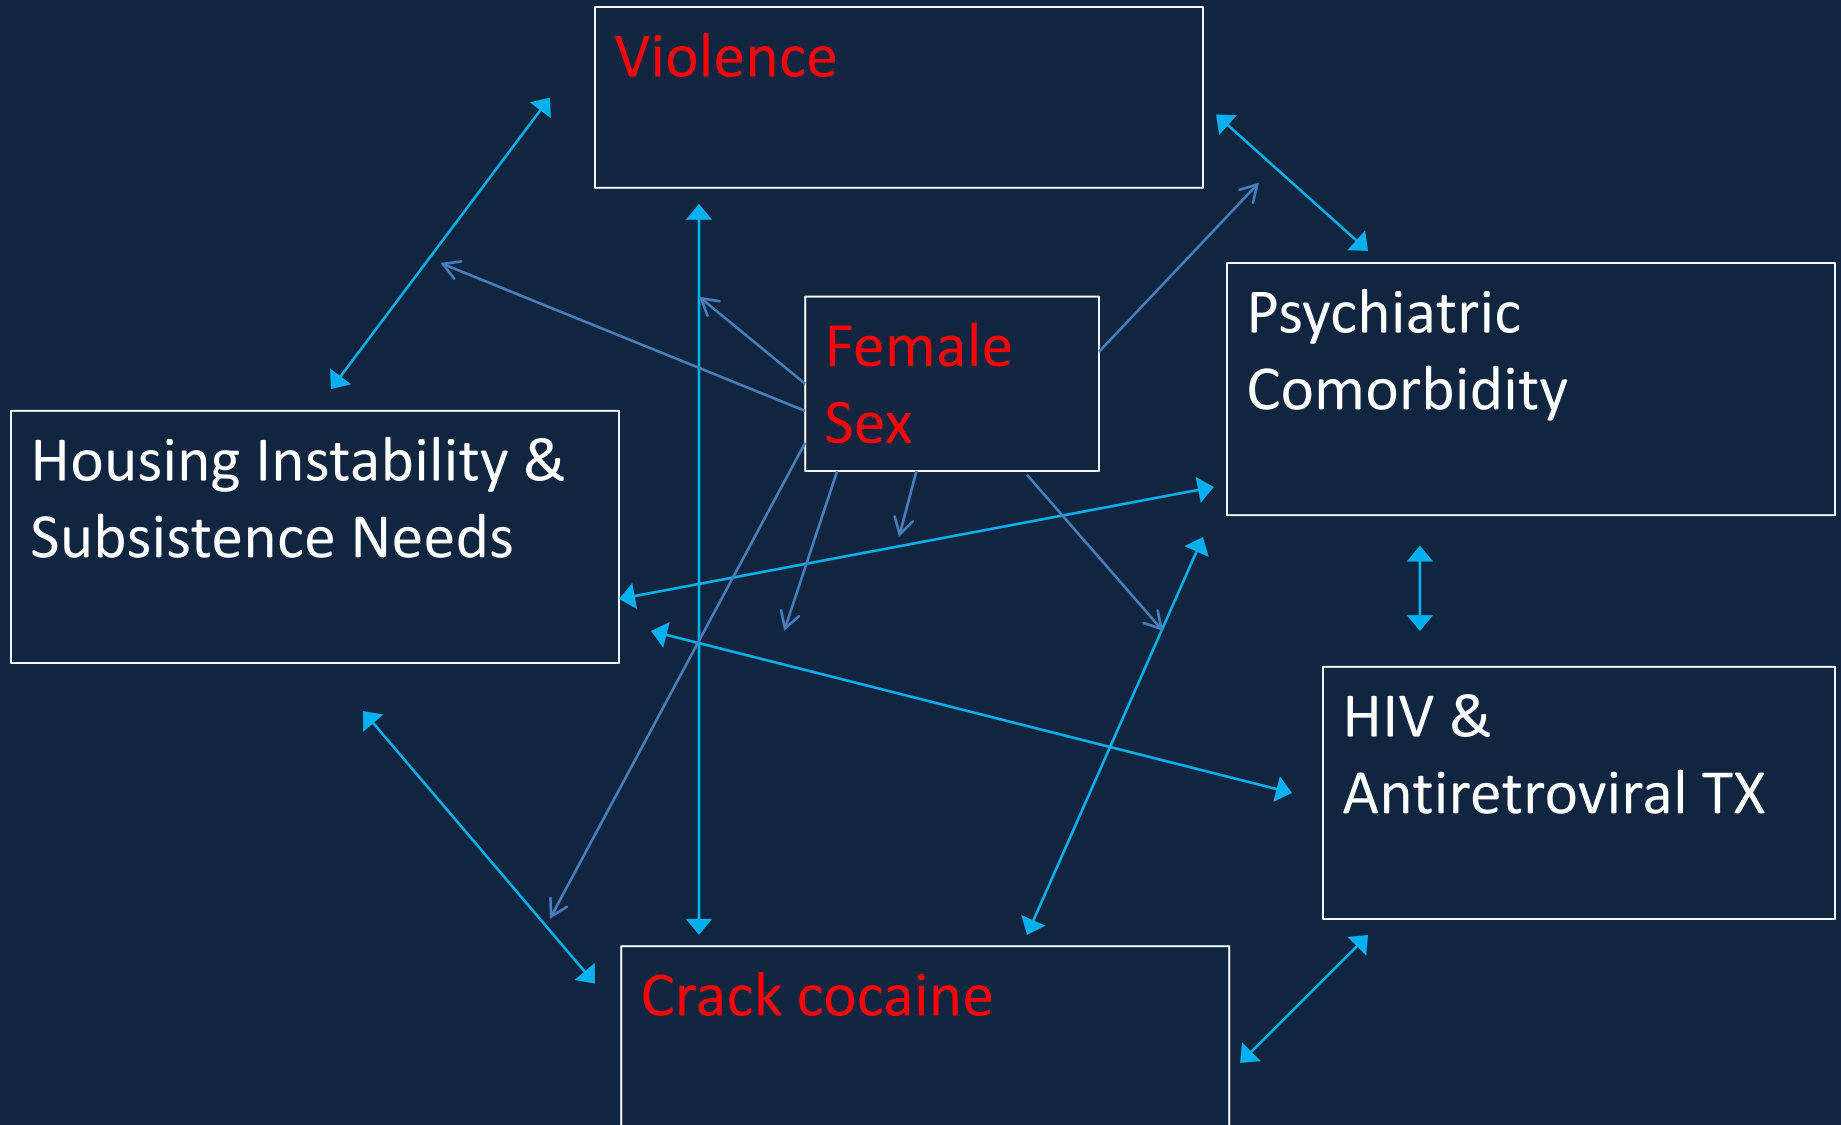 Violence
Female
Sex
Psychiatric
Comorbidity
Housing Instability &
Subsistence Needs
HIV &
Antiretroviral TX
Crack cocaine